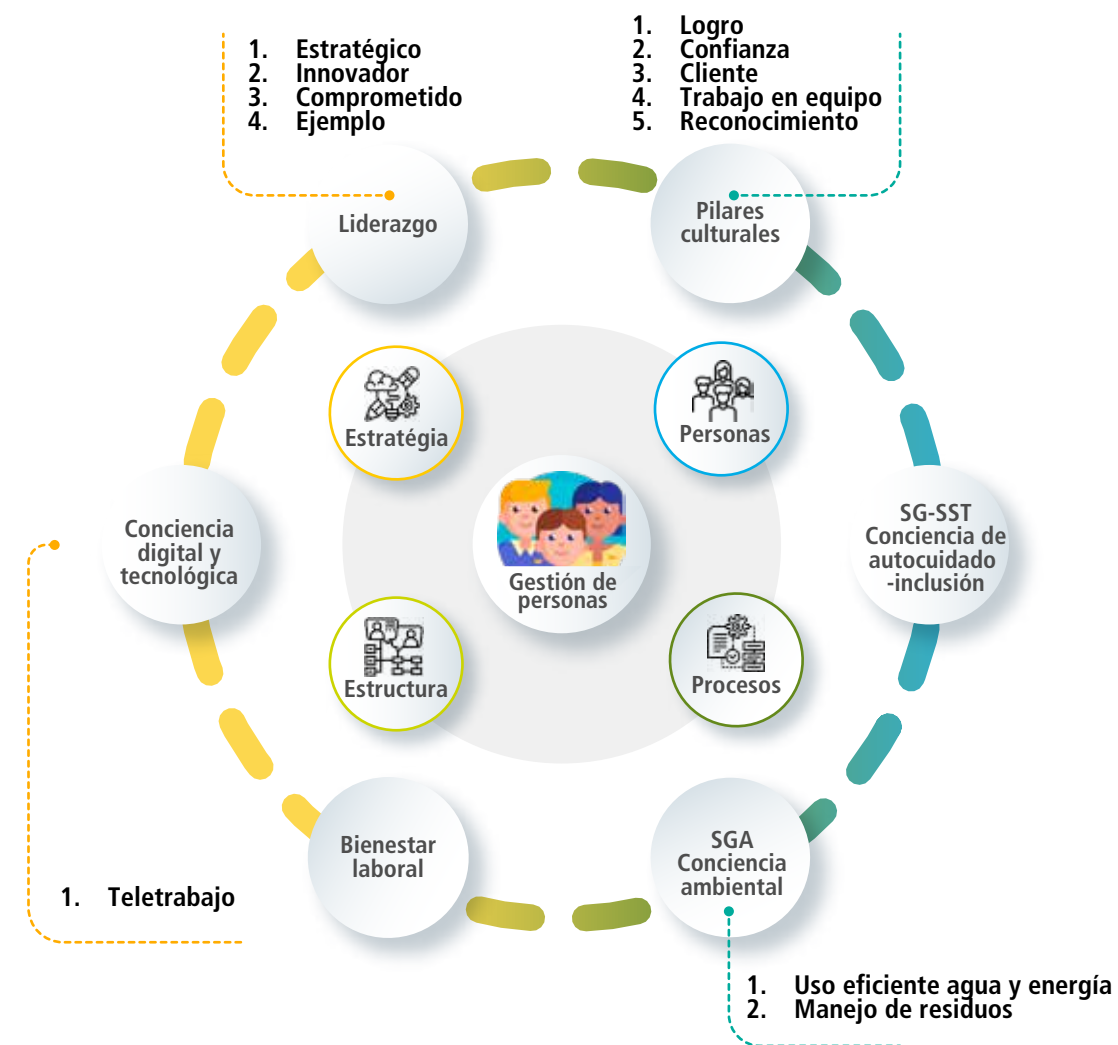 1. Estratégico
2. Innovador
3. Comprometido
4. Ejemplo
1. Logro
2. Confianza
3. Cliente
4. Trabajo en equipo
5. Reconocimiento
Liderazgo
Pilares
culturales
Estratégia
Personas
Conciencia
digital y
tecnológica
Gestión de
personas
SG-SST
Conciencia de
autocuidado
-inclusión
Estructura
Procesos
Bienestar
laboral
SGA
Conciencia
ambiental
1. Teletrabajo
1. Uso eficiente agua y energía
2. Manejo de residuos